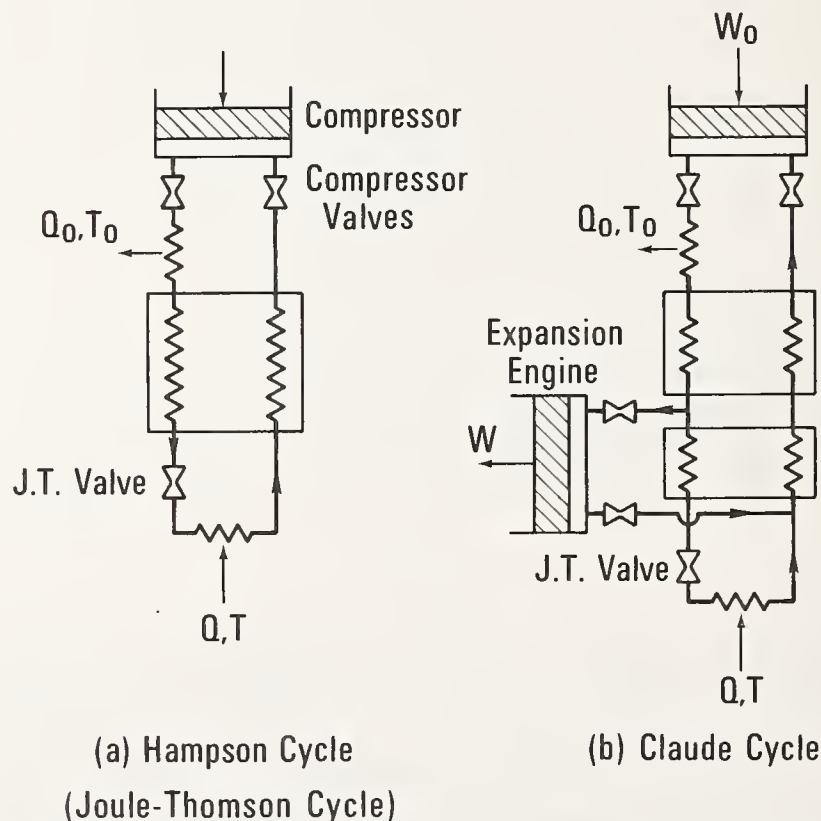 Compressor
Compressor
Valves
Q₀,T₀
J.T. Valve
Q,T
(a) Hampson Cycle
(Joule-Thomson Cycle)
W₀
Q₀,T₀
Expansion
Engine
W
J.T. Valve
Q,T
(b) Claude Cycle